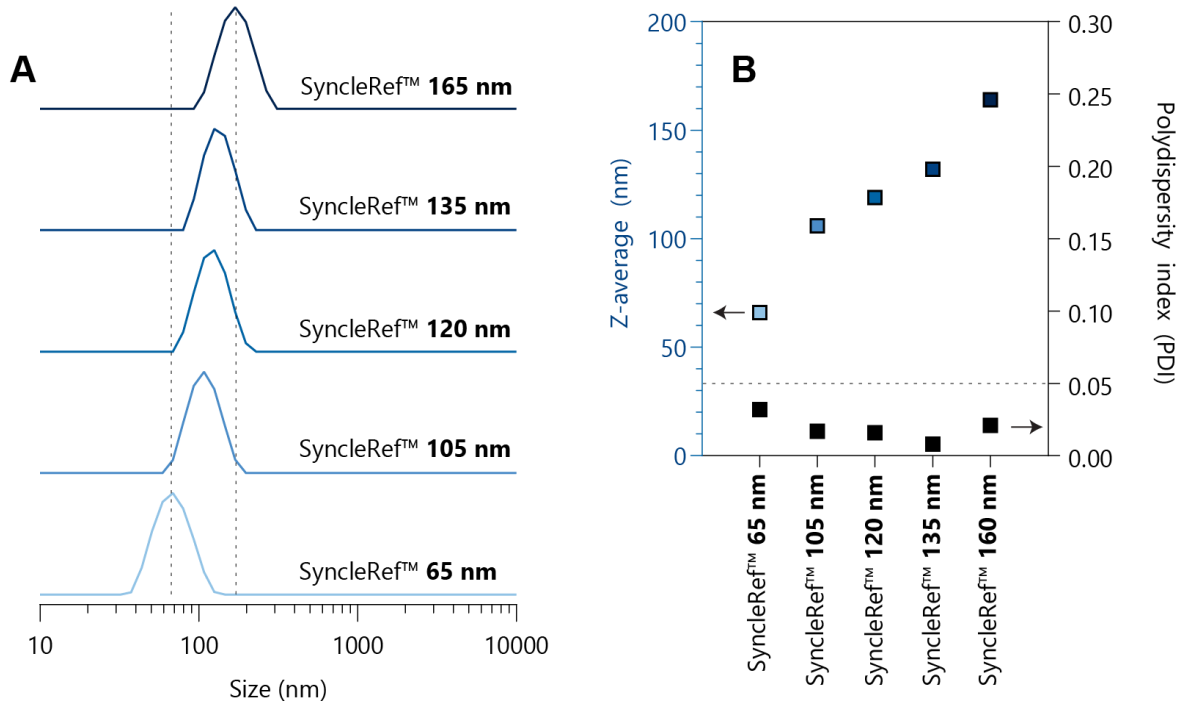 A
SyncleRef™ 165 nm
SyncleRef™ 135 nm
SyncleRef™ 120 nm
SyncleRef™ 105 nm
SyncleRef™ 65 nm
10
100
1000
10000
Size (nm)
B
200
150
100
50
0
Z-average (nm)
0.30
0.25
0.20
0.15
0.10
0.05
0.00
Polydispersity index (PDI)
SyncleRef™ 65 nm
SyncleRef™ 105 nm
SyncleRef™ 120 nm
SyncleRef™ 135 nm
SyncleRef™ 160 nm